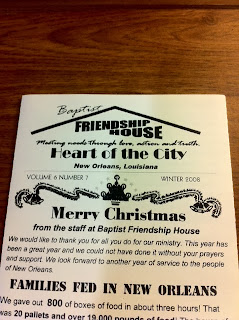 Baptist
FRIENDSHIP
HOUSE
Meeting needs through love, action and truth.
Heart of the City
New Orleans, Louisiana
VOLUME 6 NUMBER 7 WINTER 2008
Merry Christmas
from the staff at Baptist Friendship House
We would like to thank you for all you do for our ministry. This year has
been a great year and we could not have done it without your prayers
and support. We look forward to another year of service to the people
of New Orleans.
FAMILIES FED IN NEW ORLEANS
We gave out 800 of boxes of food in about three hours! That
was 20 pallets and over 19,000 pounds of food!